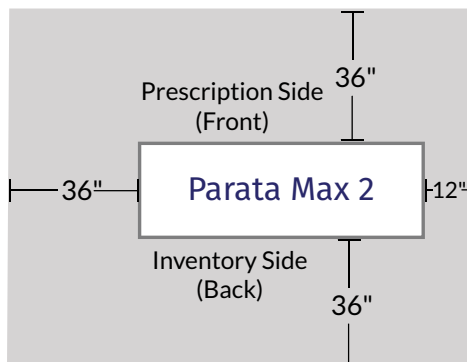 36"
Prescription Side
(Front)
36"
Parata Max 2
12"
Inventory Side
(Back)
36"